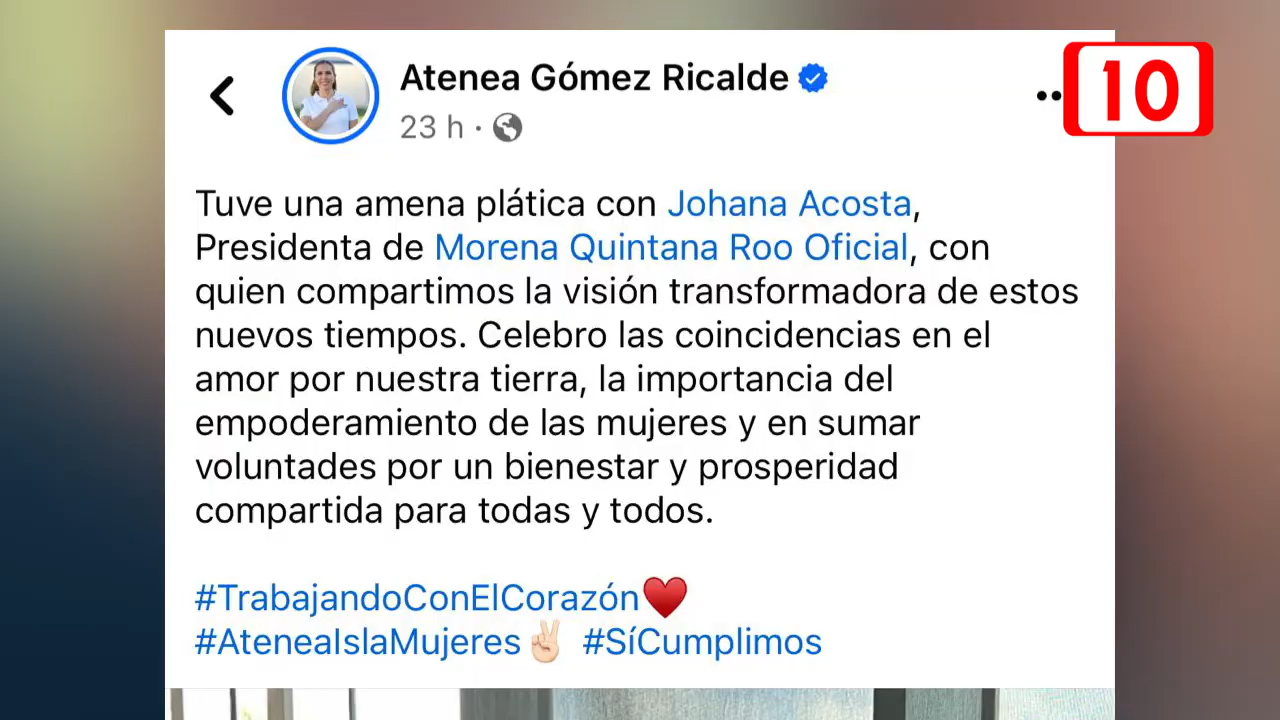 Atenea Gómez Ricalde
10
23 h ·
Tuve una amena plática con Johana Acosta,
Presidenta de Morena Quintana Roo Oficial, con
quien compartimos la visión transformadora de estos
nuevos tiempos. Celebro las coincidencias en el
amor por nuestra tierra, la importancia del
empoderamiento de las mujeres y en sumar
voluntades por un bienestar y prosperidad
compartida para todas y todos.
#TrabajandoConElCorazón♥️
#AteneaIslaMujeres✌🏻 #SíCumplimos